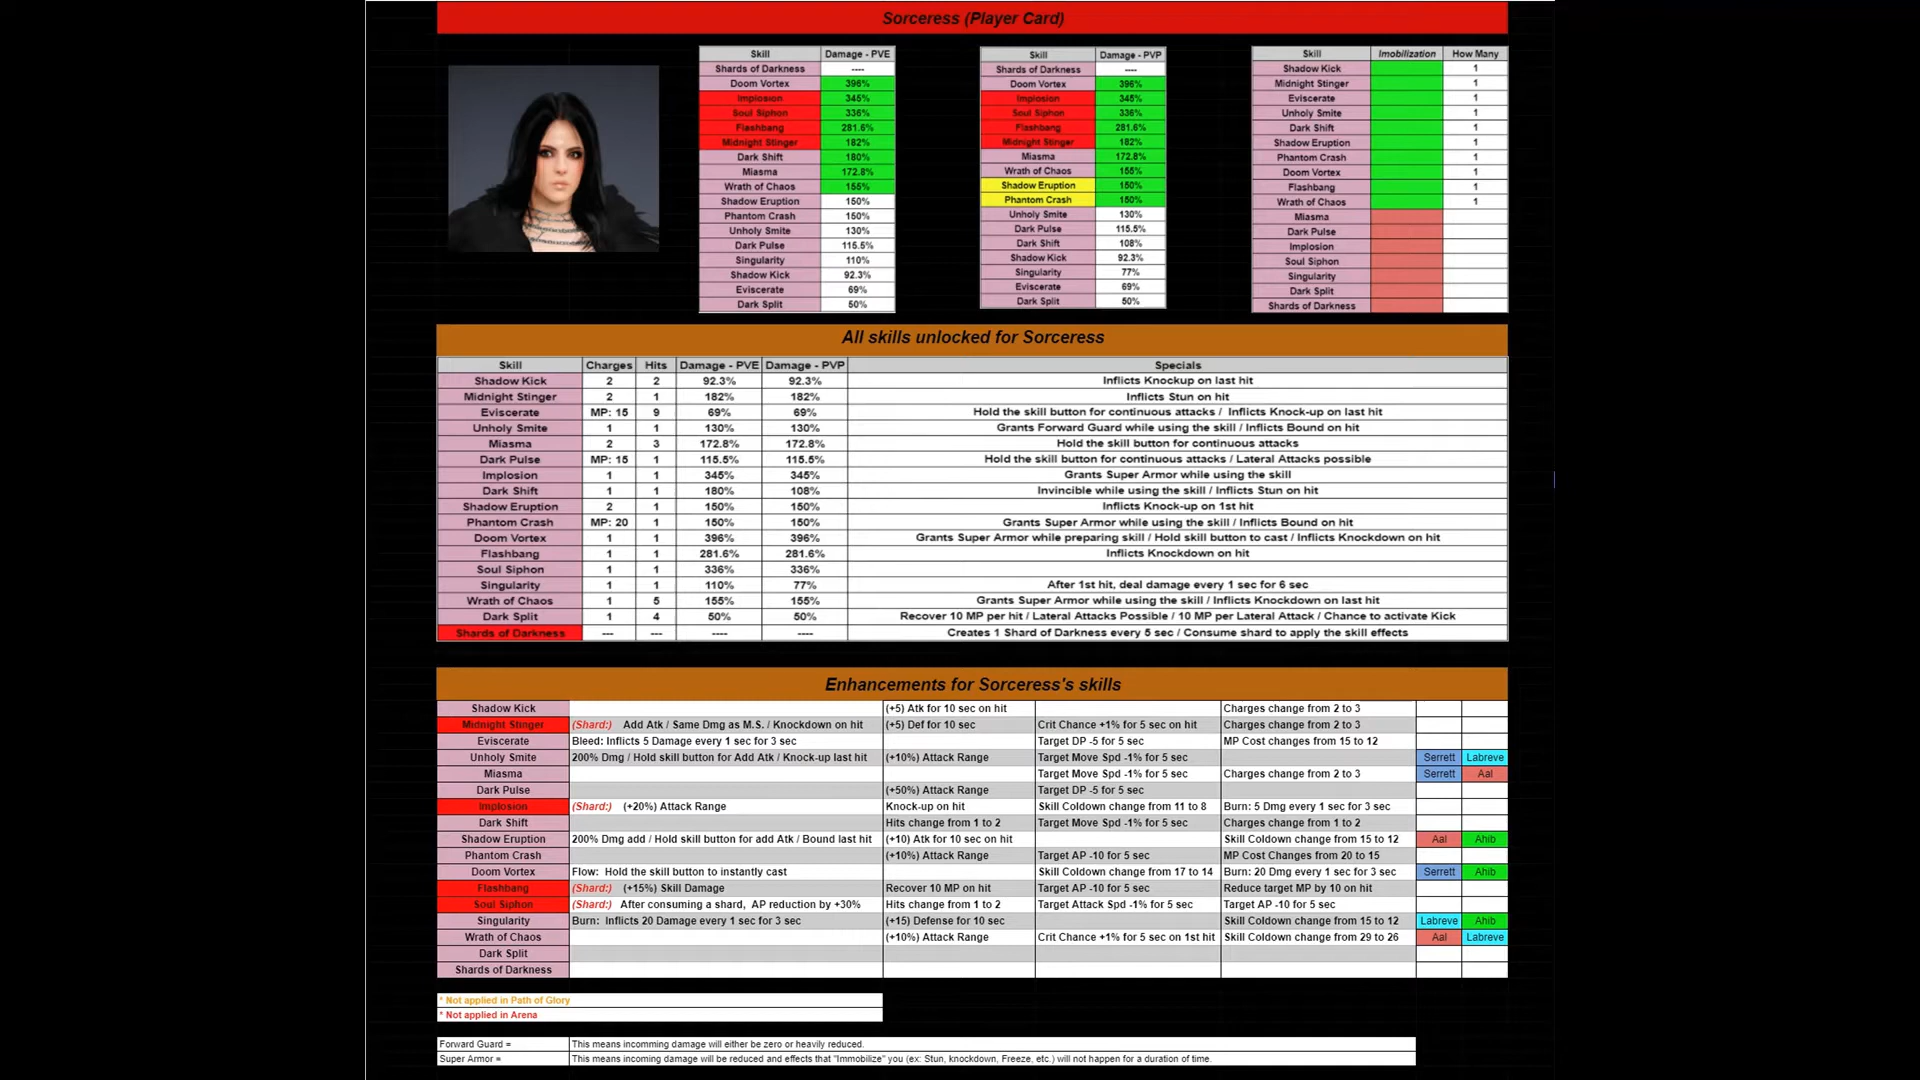 Sorceress (Player Card)
Skill Damage - PVE
Shards of Darkness ----
Doom Vortex 396%
Implosion 345%
Soul Siphon 336%
Flashbang 281.6%
Midnight Stinger 182%
Dark Shift 180%
Miasma 172.8%
Wrath of Chaos 155%
Shadow Eruption 150%
Phantom Crash 150%
Unholy Smite 130%
Dark Pulse 115.5%
Singularity 110%
Shadow Kick 92.3%
Eviscerate 69%
Dark Split 50%
Skill Damage - PVP
Shards of Darkness ----
Doom Vortex 396%
Implosion 345%
Soul Siphon 336%
Flashbang 281.6%
Midnight Stinger 182%
Miasma 172.8%
Wrath of Chaos 155%
Shadow Eruption 150%
Phantom Crash 150%
Unholy Smite 130%
Dark Pulse 115.5%
Dark Shift 108%
Shadow Kick 92.3%
Singularity 77%
Eviscerate 69%
Dark Split 50%
Skill Imobilization How Many
Shadow Kick 1
Midnight Stinger 1
Eviscerate 1
Unholy Smite 1
Dark Shift 1
Shadow Eruption 1
Phantom Crash 1
Doom Vortex 1
Flashbang 1
Wrath of Chaos 1
Miasma
Dark Pulse
Implosion
Soul Siphon
Singularity
Dark Split
Shards of Darkness
All skills unlocked for Sorceress
Skill Charges Hits Damage - PVE Damage - PVP Specials
Shadow Kick 2 2 92.3% 92.3% Inflicts Knockup on last hit
Midnight Stinger 2 1 182% 182% Inflicts Stun on hit
Eviscerate MP: 15 9 69% 69% Hold the skill button for continuous attacks / Inflicts Knock-up on last hit
Unholy Smite 1 1 130% 130% Grants Forward Guard while using the skill / Inflicts Bound on hit
Miasma 2 3 172.8% 172.8% Hold the skill button for continuous attacks
Dark Pulse MP: 15 1 115.5% 115.5% Hold the skill button for continuous attacks / Lateral Attacks possible
Implosion 1 1 345% 345% Grants Super Armor while using the skill
Dark Shift 1 1 180% 108% Invincible while using the skill / Inflicts Stun on hit
Shadow Eruption 2 1 150% 150% Inflicts Knock-up on 1st hit
Phantom Crash MP: 20 1 150% 150% Grants Super Armor while using the skill / Inflicts Bound on hit
Doom Vortex 1 1 396% 396% Grants Super Armor while preparing skill / Hold skill button to cast / Inflicts Knockdown on hit
Flashbang 1 1 281.6% 281.6% Inflicts Knockdown on hit
Soul Siphon 1 1 336% 336%
Singularity 1 1 110% 77% After 1st hit, deal damage every 1 sec for 6 sec
Wrath of Chaos 1 5 155% 155% Grants Super Armor while using the skill / Inflicts Knockdown on last hit
Dark Split 1 4 50% 50% Recover 10 MP per hit / Lateral Attacks Possible / 10 MP per Lateral Attack / Chance to activate Kick
Shards of Darkness --- --- ---- ---- Creates 1 Shard of Darkness every 5 sec / Consume shard to apply the skill effects
Enhancements for Sorceress's skills
Shadow Kick (+5) Atk for 10 sec on hit Charges change from 2 to 3
Midnight Stinger (Shard:) Add Atk / Same Dmg as M.S. / Knockdown on hit (+5) Def for 10 sec Crit Chance +1% for 5 sec on hit Charges change from 2 to 3
Eviscerate Bleed: Inflicts 5 Damage every 1 sec for 3 sec Target DP -5 for 5 sec MP Cost changes from 15 to 12
Unholy Smite 200% Dmg / Hold skill button for Add Atk / Knock-up last hit (+10%) Attack Range Target Move Spd -1% for 5 sec Serrett Labreve
Miasma Target Move Spd -1% for 5 sec Charges change from 2 to 3 Serrett Aal
Dark Pulse (+50%) Attack Range Target DP -5 for 5 sec
Implosion (Shard:) (+20%) Attack Range Knock-up on hit Skill Coldown change from 11 to 8 Burn: 5 Dmg every 1 sec for 3 sec
Dark Shift Hits change from 1 to 2 Target Move Spd -1% for 5 sec Charges change from 1 to 2
Shadow Eruption 200% Dmg add / Hold skill button for add Atk / Bound last hit (+10) Atk for 10 sec on hit Skill Coldown change from 15 to 12 Aal Ahib
Phantom Crash (+10%) Attack Range Target AP -10 for 5 sec MP Cost Changes from 20 to 15
Doom Vortex Flow: Hold the skill button to instantly cast Skill Coldown change from 17 to 14 Burn: 20 Dmg every 1 sec for 3 sec Serrett Ahib
Flashbang (Shard:) (+15%) Skill Damage Recover 10 MP on hit Target AP -10 for 5 sec Reduce target MP by 10 on hit
Soul Siphon (Shard:) After consuming a shard, AP reduction by +30% Hits change from 1 to 2 Target Attack Spd -1% for 5 sec Target AP -10 for 5 sec
Singularity Burn: Inflicts 20 Damage every 1 sec for 3 sec (+15) Defense for 10 sec Skill Coldown change from 15 to 12 Labreve Ahib
Wrath of Chaos (+10%) Attack Range Crit Chance +1% for 5 sec on 1st hit Skill Coldown change from 29 to 26 Aal Labreve
Dark Split
Shards of Darkness
* Not applied in Path of Glory
* Not applied in Arena
Forward Guard = This means incomming damage will either be zero or heavily reduced.
Super Armor = This means incoming damage will be reduced and effects that "Immobilize" you (ex: Stun, knockdown, Freeze, etc.) will not happen for a duration of time.